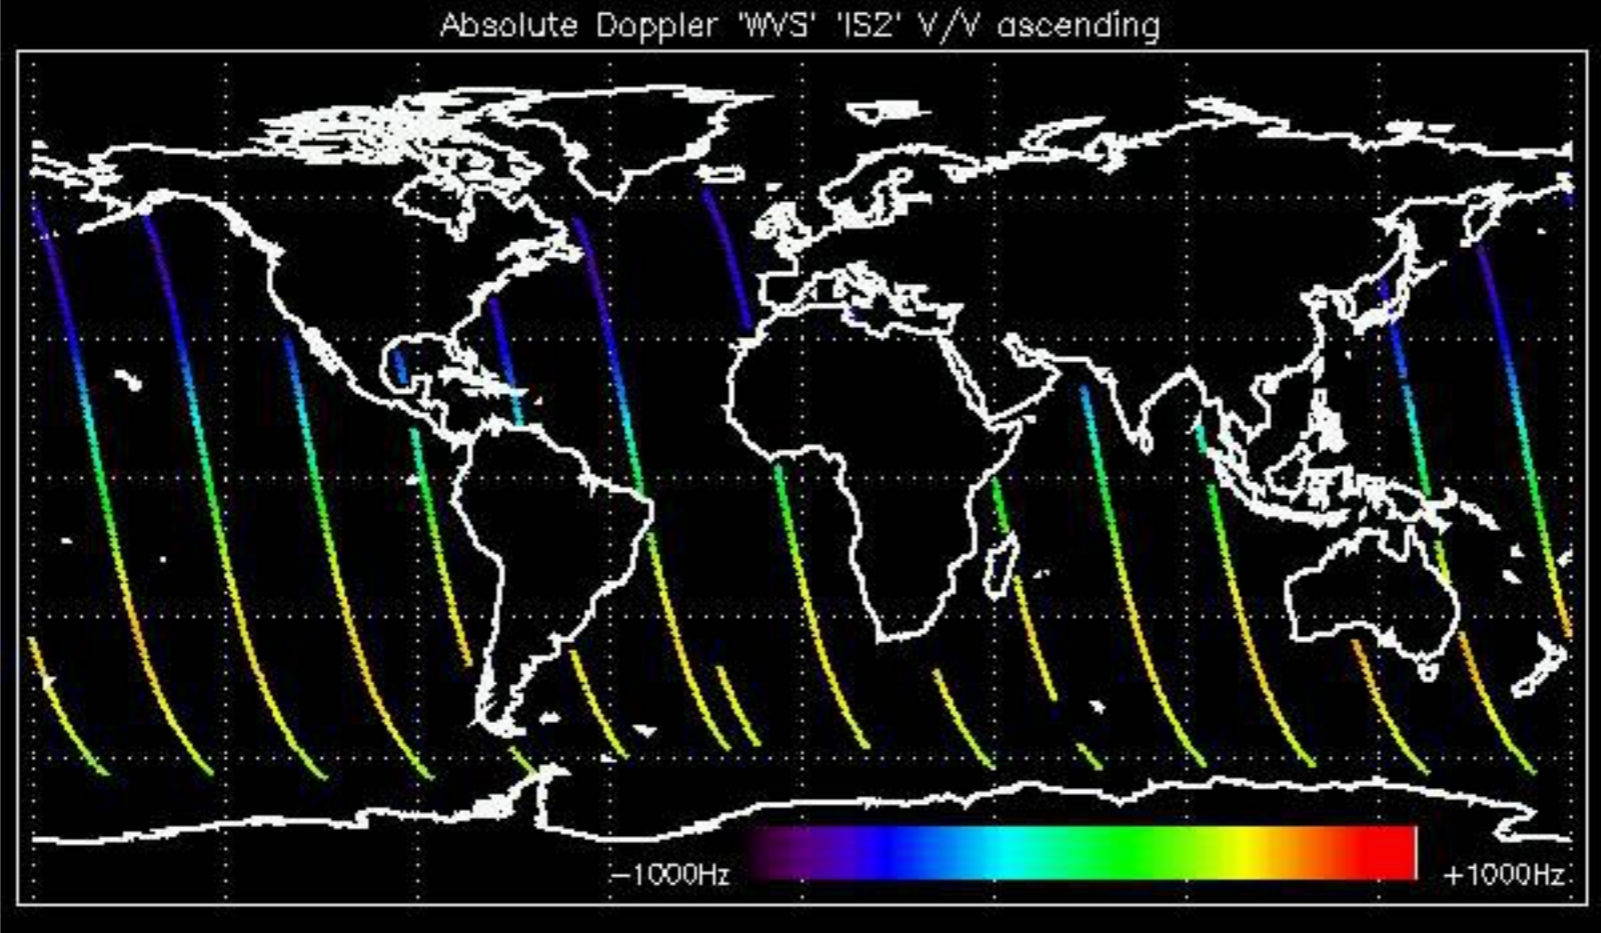 Absolute Doppler 'WVS' 'IS2' V/V ascending
−1000Hz +1000Hz